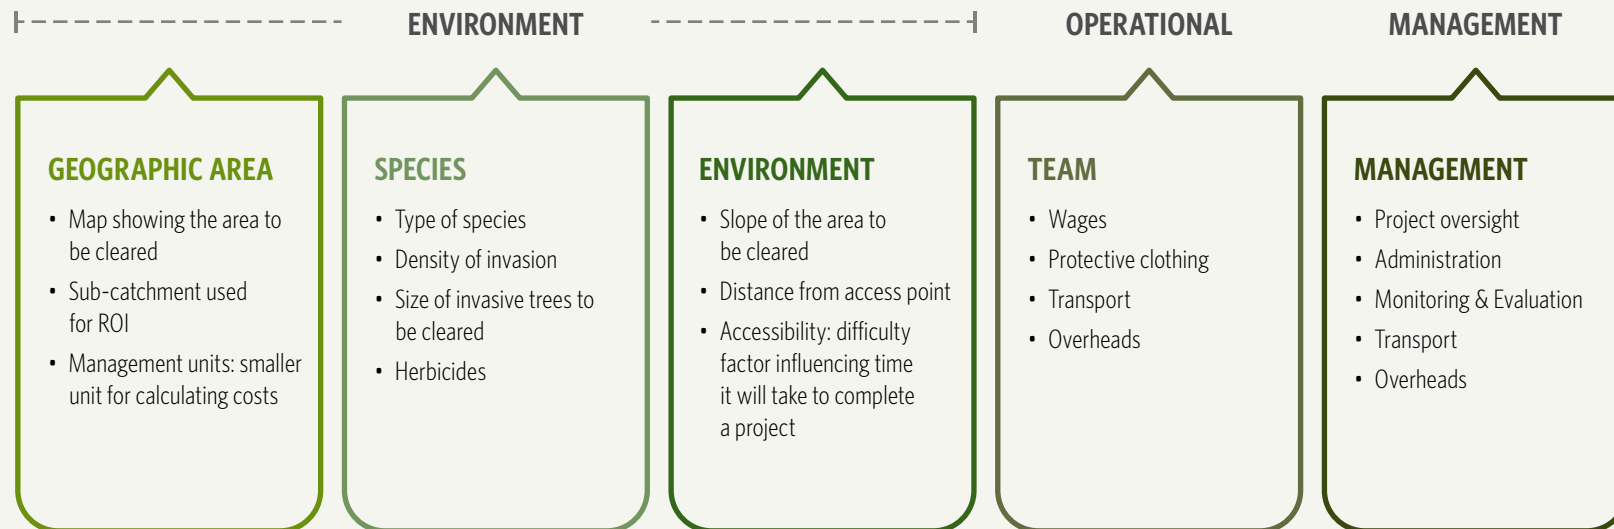 ENVIRONMENT
OPERATIONAL
MANAGEMENT
GEOGRAPHIC AREA
• Map showing the area to
be cleared
• Sub-catchment used
for ROI
• Management units: smaller
unit for calculating costs
SPECIES
• Type of species
• Density of invasion
• Size of invasive trees to
be cleared
• Herbicides
ENVIRONMENT
• Slope of the area to
be cleared
• Distance from access point
• Accessibility: difficulty
factor influencing time
it will take to complete
a project
TEAM
• Wages
• Protective clothing
• Transport
• Overheads
MANAGEMENT
• Project oversight
• Administration
• Monitoring & Evaluation
• Transport
• Overheads